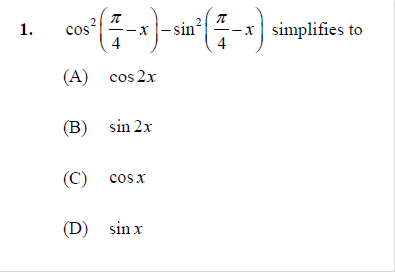 1. cos²(π/4 − x) − sin²(π/4 − x) simplifies to
(A) cos 2x
(B) sin 2x
(C) cos x
(D) sin x